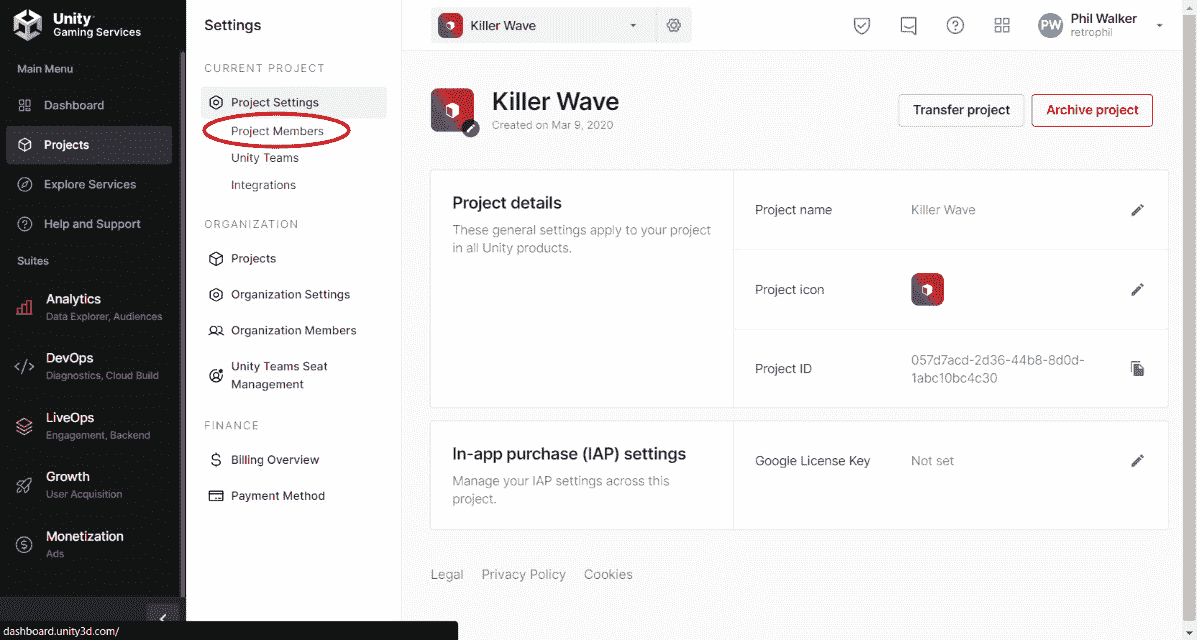 Unity
Gaming Services
Main Menu
Dashboard
Projects
Explore Services
Help and Support
Suites
Analytics
Data Explorer, Audiences
DevOps
Diagnostics, Cloud Build
LiveOps
Engagement, Backend
Growth
User Acquisition
Monetization
Ads
dashboard.unity3d.com/
Settings
CURRENT PROJECT
Project Settings
Project Members
Unity Teams
Integrations
ORGANIZATION
Projects
Organization Settings
Organization Members
Unity Teams Seat
Management
FINANCE
Billing Overview
Payment Method
Killer Wave
PW
Phil Walker
retrophil
Killer Wave
Created on Mar 9, 2020
Transfer project
Archive project
Project details
These general settings apply to your project
in all Unity products.
Project name
Killer Wave
Project icon
Project ID
057d7acd-2d36-44b8-8d0d-
1abc10bc4c30
In-app purchase (IAP) settings
Manage your IAP settings across this
project.
Google License Key
Not set
Legal
Privacy Policy
Cookies